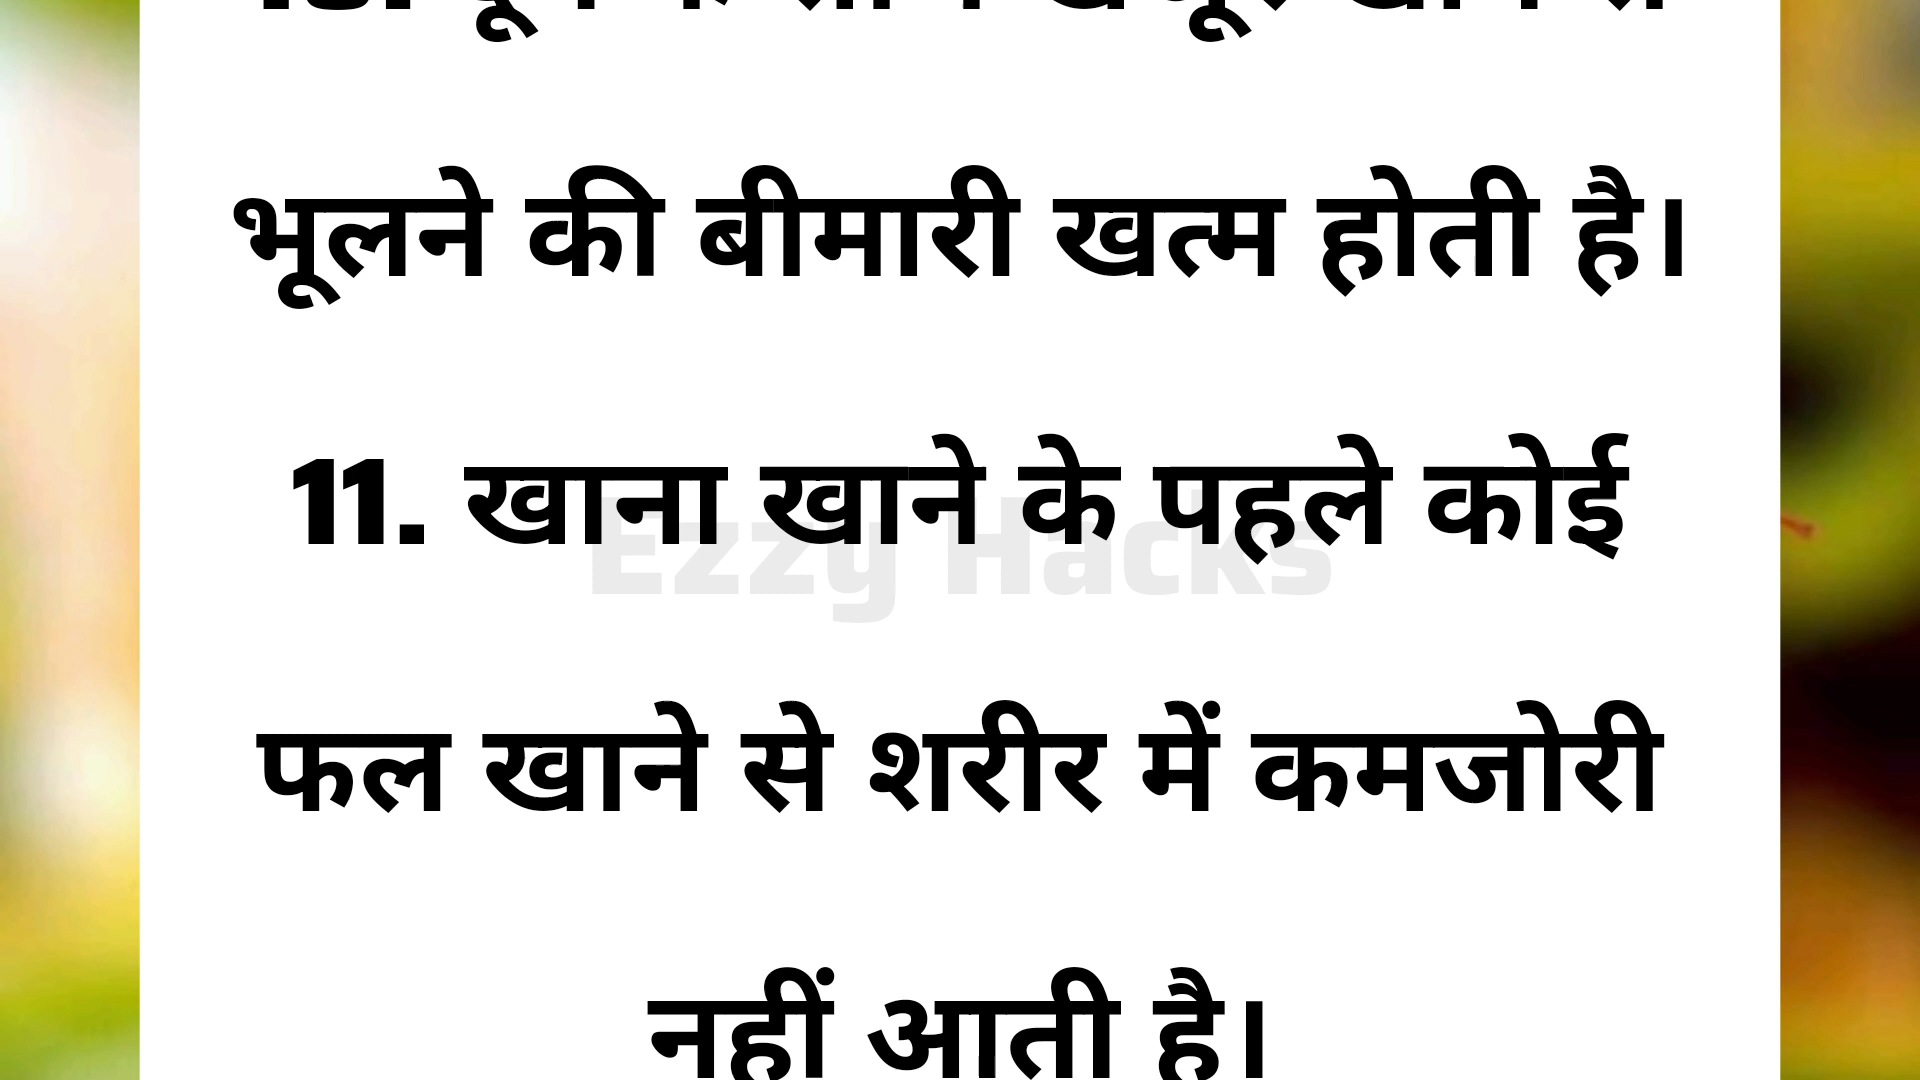 भूलने की बीमारी खत्म होती है।
11. खाना खाने के पहले कोई
Ezzy Hacks
फल खाने से शरीर में कमजोरी
नहीं आती है।